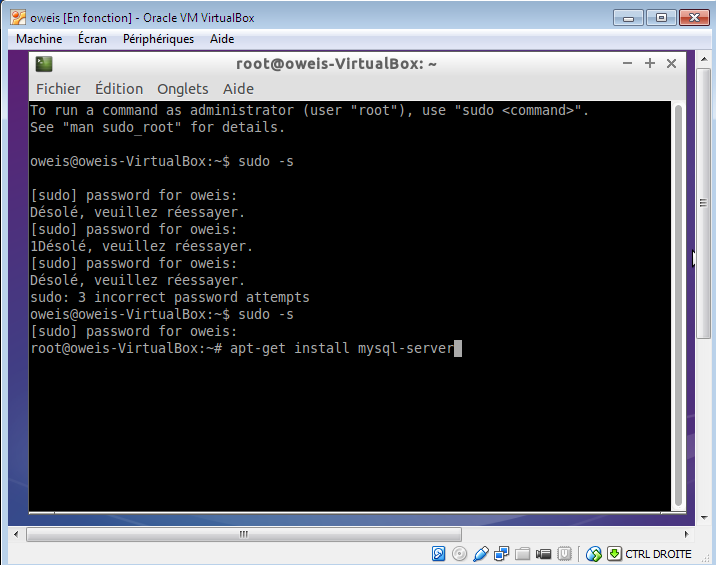 oweis [En fonction] - Oracle VM VirtualBox
Machine Écran Périphériques Aide
root@oweis-VirtualBox: ~
Fichier Édition Onglets Aide
To run a command as administrator (user "root"), use "sudo <command>".
See "man sudo_root" for details.
oweis@oweis-VirtualBox:~$ sudo -s
[sudo] password for oweis:
Désolé, veuillez réessayer.
[sudo] password for oweis:
1Désolé, veuillez réessayer.
[sudo] password for oweis:
Désolé, veuillez réessayer.
sudo: 3 incorrect password attempts
oweis@oweis-VirtualBox:~$ sudo -s
[sudo] password for oweis:
root@oweis-VirtualBox:~# apt-get install mysql-server
CTRL DROITE